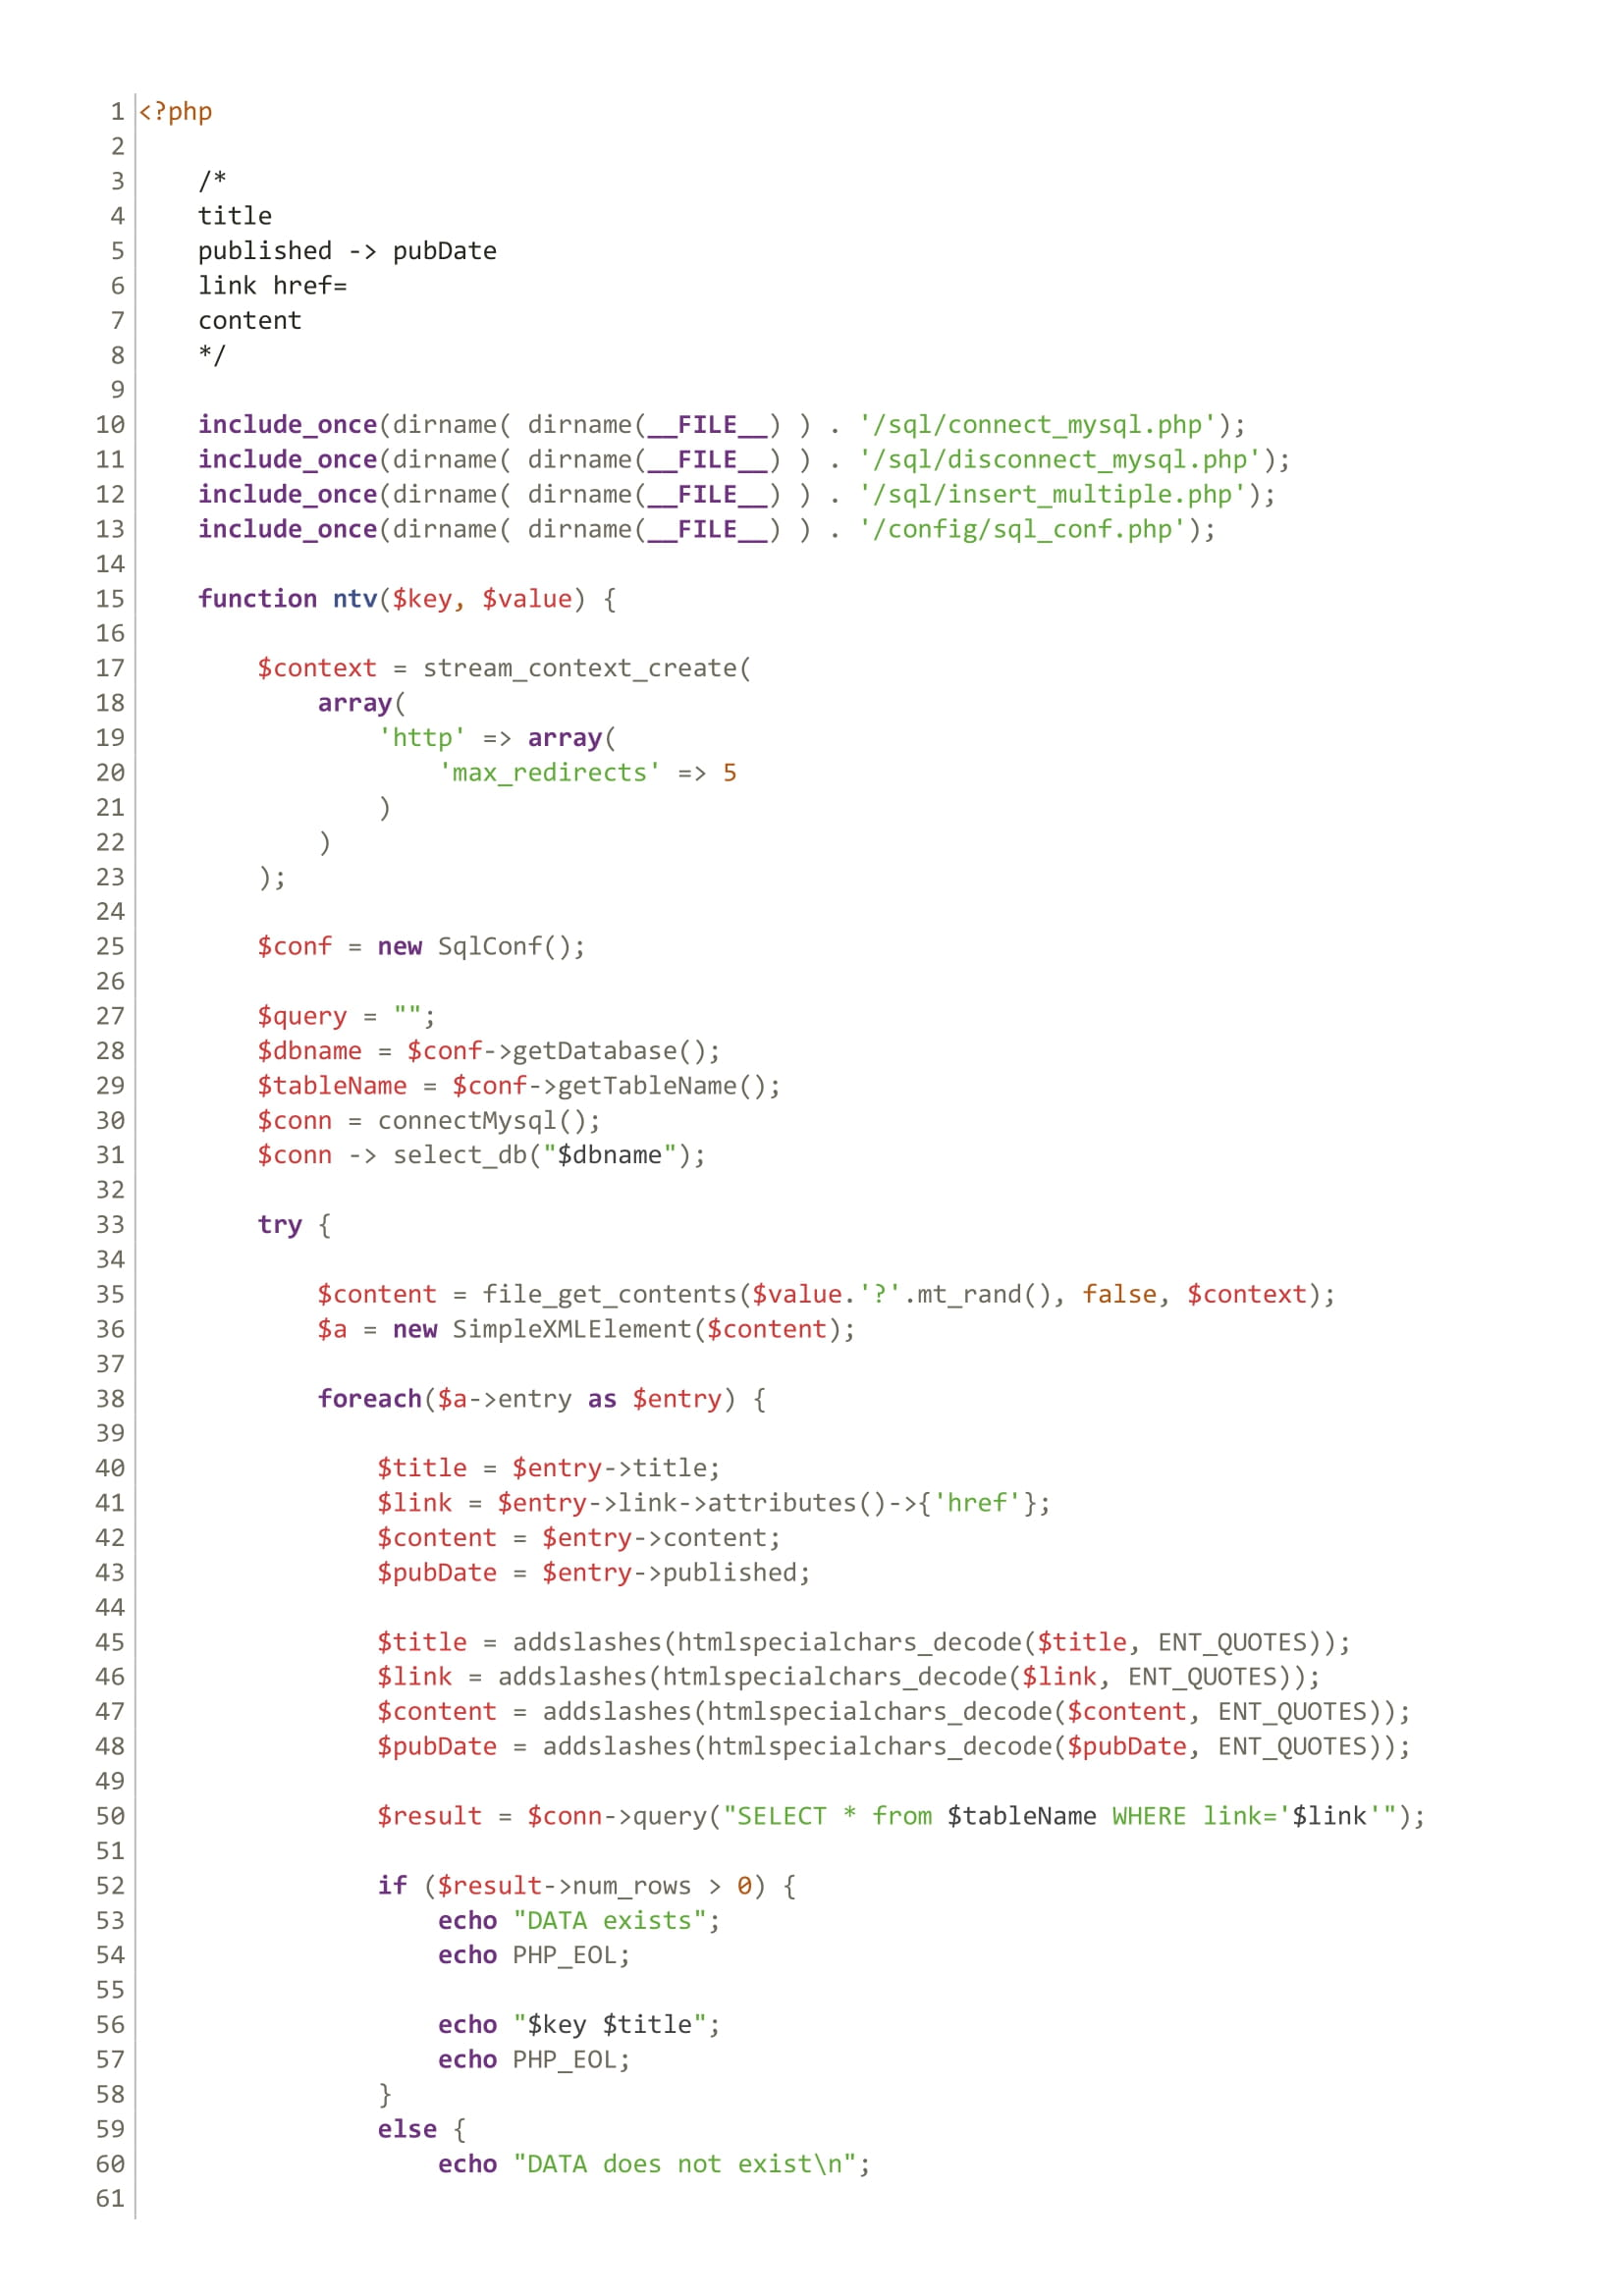 1 <?php
2
3     /*
4     title
5     published -> pubDate
6     link href=
7     content
8     */
9
10     include_once(dirname( dirname(__FILE__) ) . '/sql/connect_mysql.php');
11     include_once(dirname( dirname(__FILE__) ) . '/sql/disconnect_mysql.php');
12     include_once(dirname( dirname(__FILE__) ) . '/sql/insert_multiple.php');
13     include_once(dirname( dirname(__FILE__) ) . '/config/sql_conf.php');
14
15     function ntv($key, $value) {
16
17         $context = stream_context_create(
18             array(
19                 'http' => array(
20                     'max_redirects' => 5
21                 )
22             )
23         );
24
25         $conf = new SqlConf();
26
27         $query = "";
28         $dbname = $conf->getDatabase();
29         $tableName = $conf->getTableName();
30         $conn = connectMysql();
31         $conn -> select_db("$dbname");
32
33         try {
34
35             $content = file_get_contents($value.'?'.mt_rand(), false, $context);
36             $a = new SimpleXMLElement($content);
37
38             foreach($a->entry as $entry) {
39
40                 $title = $entry->title;
41                 $link = $entry->link->attributes()->{'href'};
42                 $content = $entry->content;
43                 $pubDate = $entry->published;
44
45                 $title = addslashes(htmlspecialchars_decode($title, ENT_QUOTES));
46                 $link = addslashes(htmlspecialchars_decode($link, ENT_QUOTES));
47                 $content = addslashes(htmlspecialchars_decode($content, ENT_QUOTES));
48                 $pubDate = addslashes(htmlspecialchars_decode($pubDate, ENT_QUOTES));
49
50                 $result = $conn->query("SELECT * from $tableName WHERE link='$link'");
51
52                 if ($result->num_rows > 0) {
53                     echo "DATA exists";
54                     echo PHP_EOL;
55
56                     echo "$key $title";
57                     echo PHP_EOL;
58                 }
59                 else {
60                     echo "DATA does not exist\n";
61